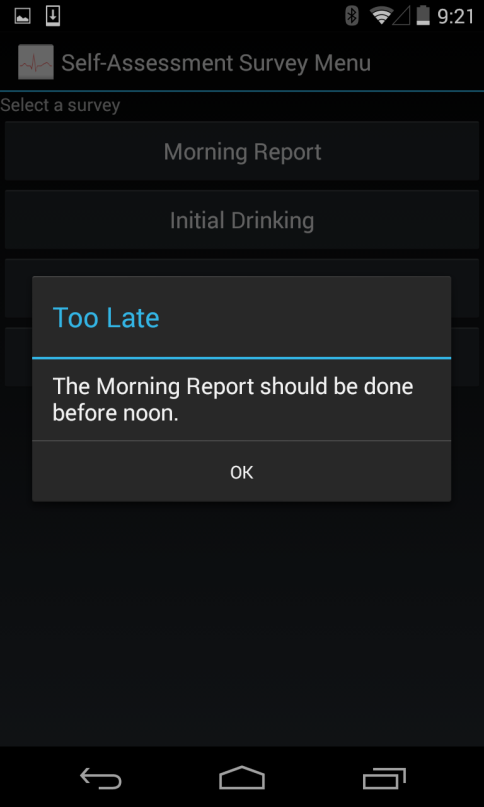 9:21
Self-Assessment Survey Menu
Select a survey
Morning Report
Initial Drinking
Too Late
The Morning Report should be done
before noon.
OK